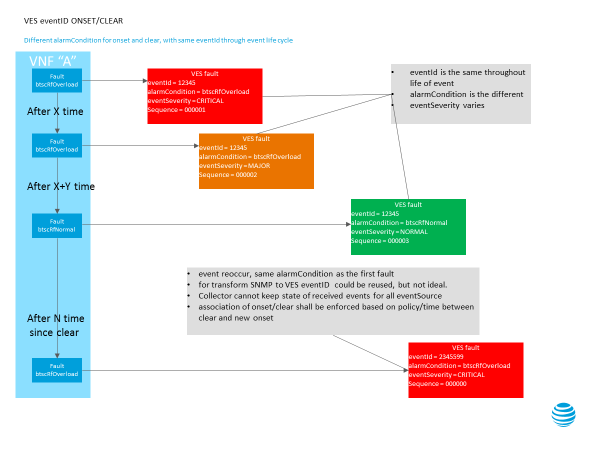 VES eventID ONSET/CLEAR
Different alarmCondition for onset and clear, with same eventId through event life cycle
VNF “A”
Fault
btscRfOverload
VES fault
eventId = 12345
alarmCondition = btscRfOverload
eventSeverity = CRITICAL
Sequence = 000001
• eventId is the same throughout
life of event
• alarmCondition is the different
• eventSeverity varies
After X time
Fault
btscRfOverload
VES fault
eventId = 12345
alarmCondition = btscRfOverload
eventSeverity = MAJOR
Sequence = 000002
After X+Y time
Fault
btscRfNormal
VES fault
eventId = 12345
alarmCondition = btscRfNormal
eventSeverity = NORMAL
Sequence = 000003
• event reoccur, same alarmCondition as the first fault
• for transform SNMP to VES eventID could be reused, but not ideal.
• Collector cannot keep state of received events for all eventSource
• association of onset/clear shall be enforced based on policy/time between
clear and new onset
After N time
since clear
Fault
btscRfOverload
VES fault
eventId = 2345599
alarmCondition = btscRfOverload
eventSeverity = CRITICAL
Sequence = 000000